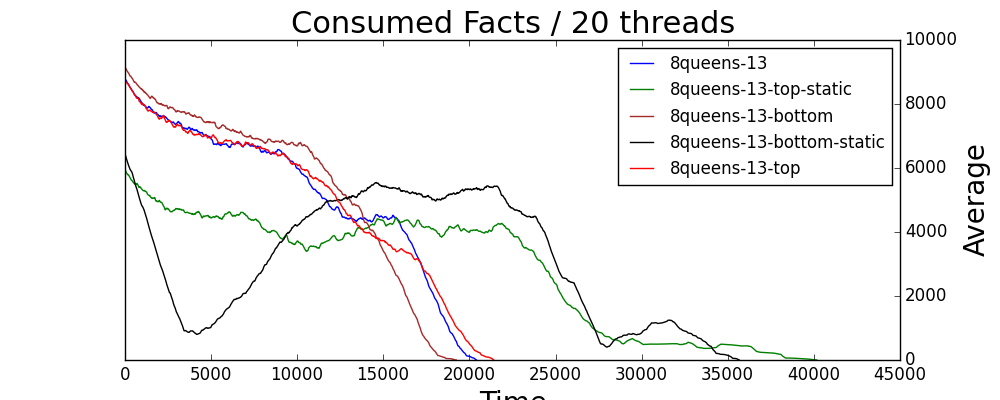 Consumed Facts / 20 threads
8queens-13
8queens-13-top-static
8queens-13-bottom
8queens-13-bottom-static
8queens-13-top
10000
8000
6000
4000
2000
0
Average
0 5000 10000 15000 20000 25000 30000 35000 40000 45000
Time